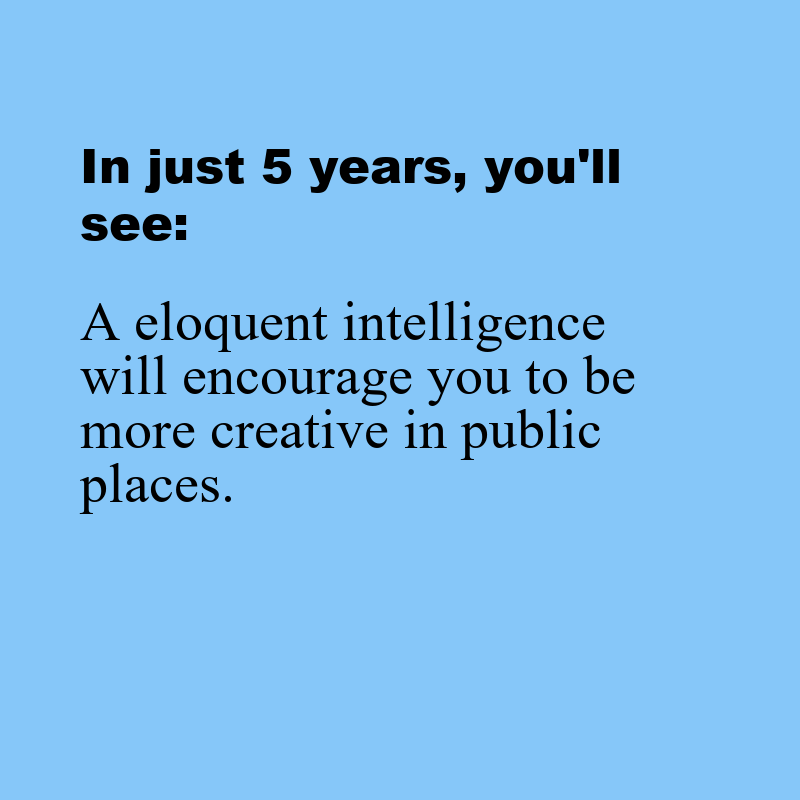 In just 5 years, you'll
see:
A eloquent intelligence
will encourage you to be
more creative in public
places.